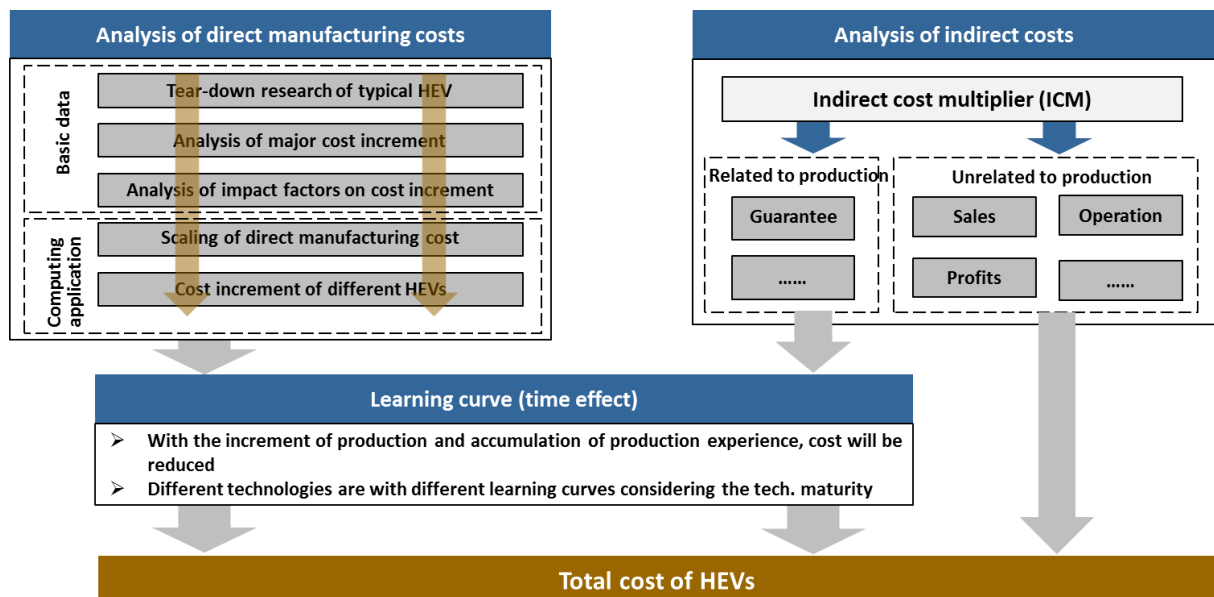 Analysis of direct manufacturing costs
Basic data
Tear-down research of typical HEV
Analysis of major cost increment
Analysis of impact factors on cost increment
Computing
application
Scaling of direct manufacturing cost
Cost increment of different HEVs
Analysis of indirect costs
Indirect cost multiplier (ICM)
Related to production
Guarantee
......
Unrelated to production
Sales
Operation
Profits
......
Learning curve (time effect)
➢ With the increment of production and accumulation of production experience, cost will be
reduced
➢ Different technologies are with different learning curves considering the tech. maturity
Total cost of HEVs